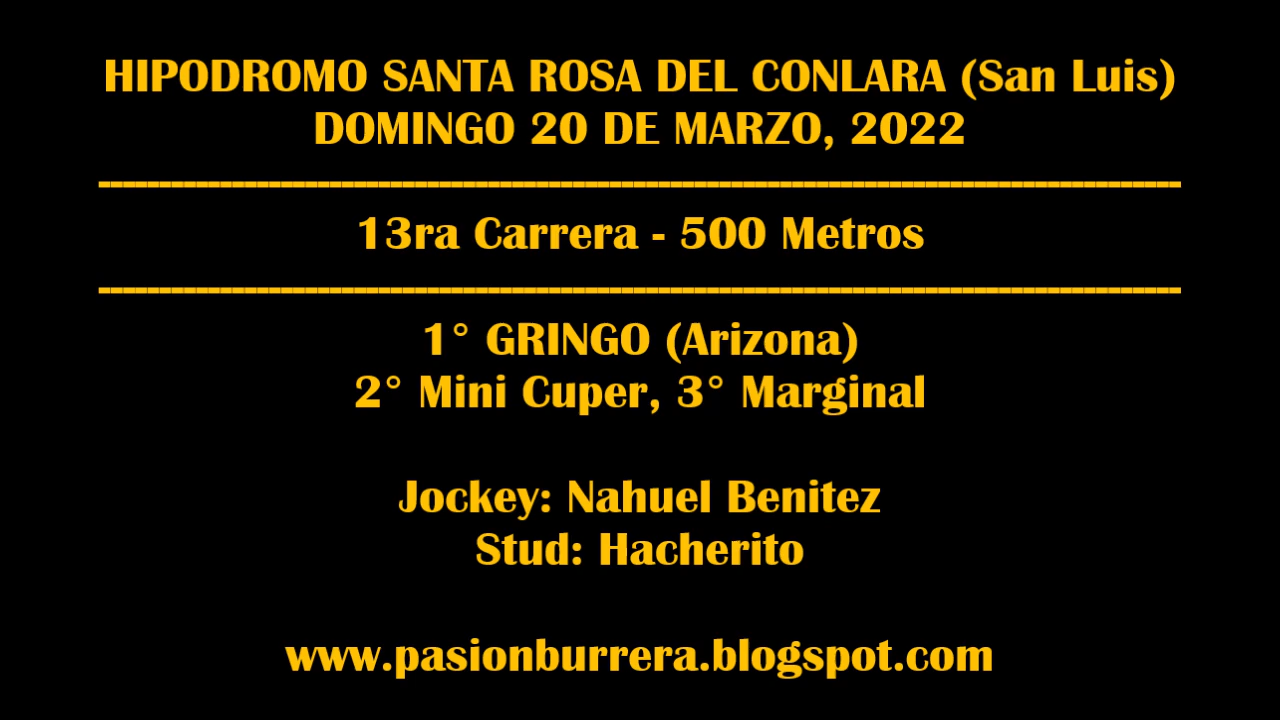 HIPODROMO SANTA ROSA DEL CONLARA (San Luis)
DOMINGO 20 DE MARZO, 2022
13ra Carrera - 500 Metros
1° GRINGO (Arizona)
2° Mini Cuper, 3° Marginal
Jockey: Nahuel Benitez
Stud: Hacherito
www.pasionburrera.blogspot.com